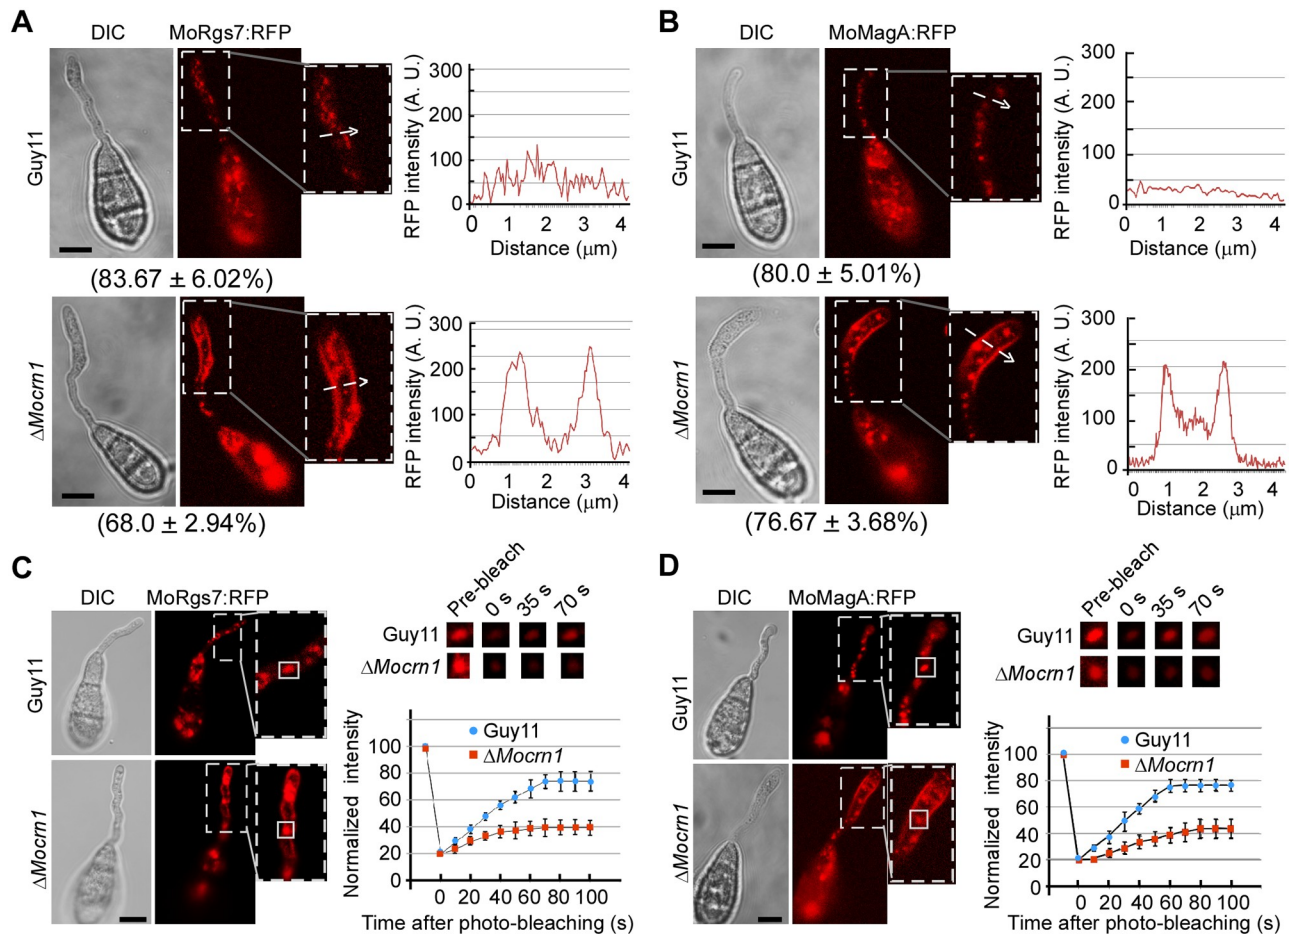 A
DIC MoRgs7:RFP
Guy11
RFP intensity (A. U.)
300
200
100
0
0 1 2 3 4
Distance (μm)
(83.67 ± 6.02%)
ΔMocrn1
RFP intensity (A. U.)
300
200
100
0
0 1 2 3 4
Distance (μm)
(68.0 ± 2.94%)
B
DIC MoMagA:RFP
Guy11
RFP intensity (A. U.)
300
200
100
0
0 1 2 3 4
Distance (μm)
(80.0 ± 5.01%)
ΔMocrn1
RFP intensity (A. U.)
300
200
100
0
0 1 2 3 4
Distance (μm)
(76.67 ± 3.68%)
C
DIC MoRgs7:RFP
Guy11
ΔMocrn1
Pre-bleach 0 s 35 s 70 s
Guy11
ΔMocrn1
Normalized intensity
100
80
60
40
20
0
Guy11
ΔMocrn1
0 20 40 60 80 100
Time after photo-bleaching (s)
D
DIC MoMagA:RFP
Guy11
ΔMocrn1
Pre-bleach 0 s 35 s 70 s
Guy11
ΔMocrn1
Normalized intensity
100
80
60
40
20
0
Guy11
ΔMocrn1
0 20 40 60 80 100
Time after photo-bleaching (s)